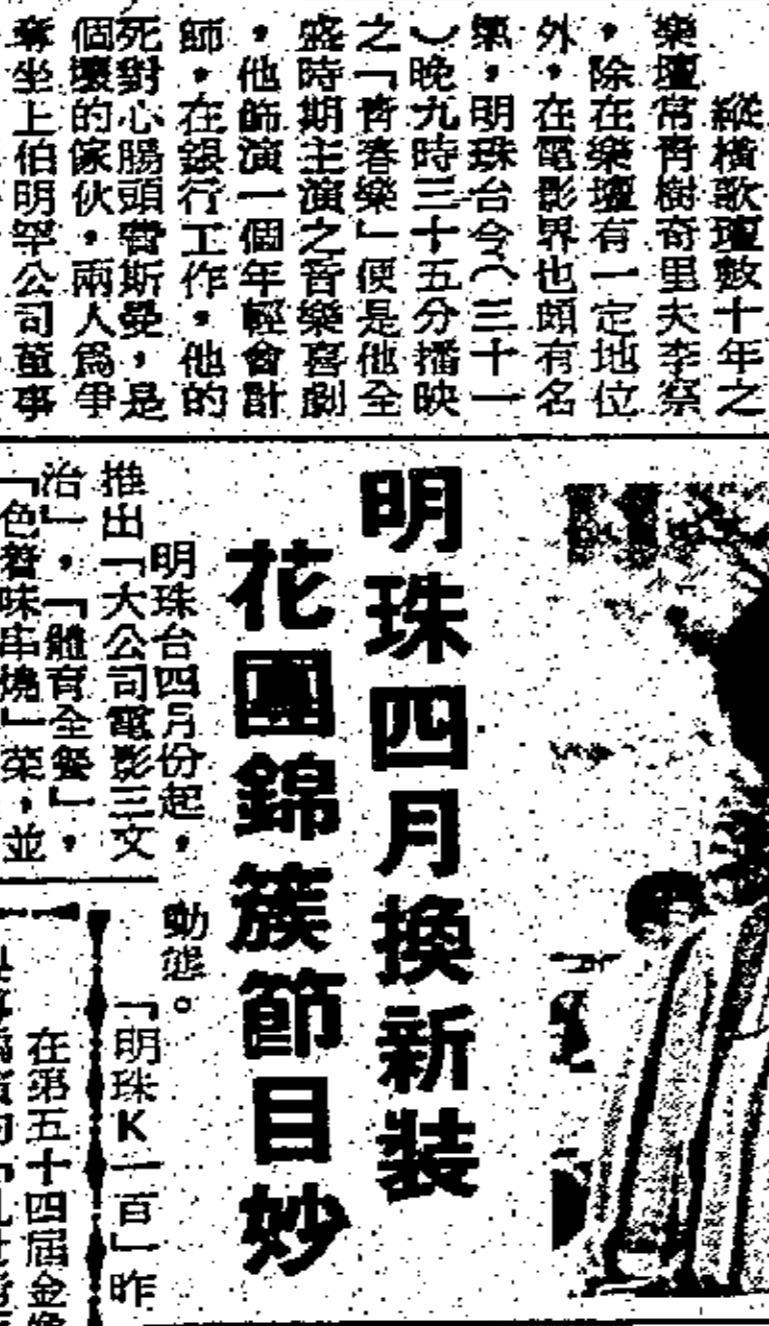 縱橫歌壇數十年之
樂壇常靑樹奇里夫李察
，除在樂壇有一定地位
外，在電影界也頗有名
氣，明珠台今（三十一
）晚九時三十五分播映
之「靑春樂」便是他全
盛時期主演之音樂喜劇
，他飾演一個年輕會計
師，在銀行工作，他的
死對心腸頭費斯曼，是
個壞的傢伙，兩人爲爭
奪坐上伯明罕公司董事
明珠四月換新裝
花團錦簇節目妙
明珠台四月份起，
推出「大公司電影三文
治」，「體育全餐」，
「色香味串燒」菜，並
動態。
「明珠K一百」昨
在第五十四屆金像